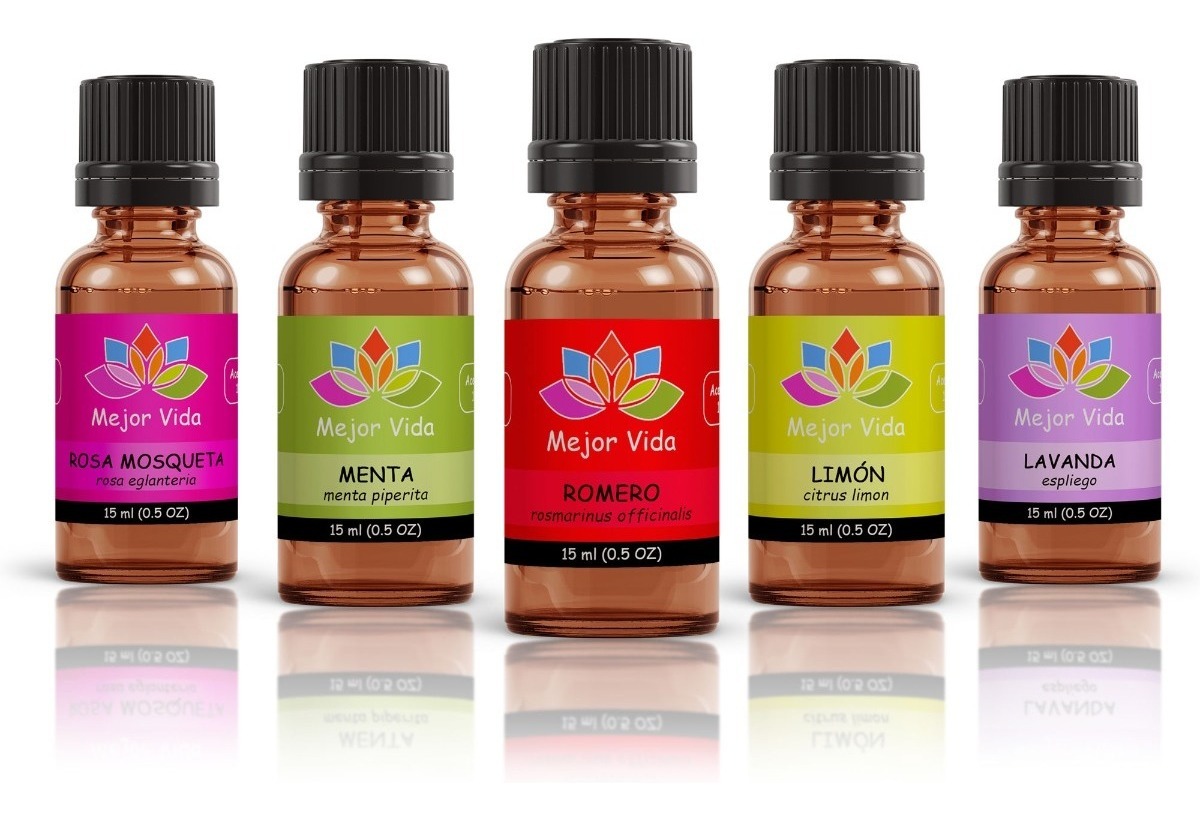 Mejor Vida
ROSA MOSQUETA
rosa eglanteria
15 ml (0.5 OZ)
Mejor Vida
MENTA
menta piperita
15 ml (0.5 OZ)
Mejor Vida
ROMERO
rosmarinus officinalis
15 ml (0.5 OZ)
Mejor Vida
LIMÓN
citrus limon
15 ml (0.5 OZ)
Mejor Vida
LAVANDA
espliego
15 ml (0.5 OZ)